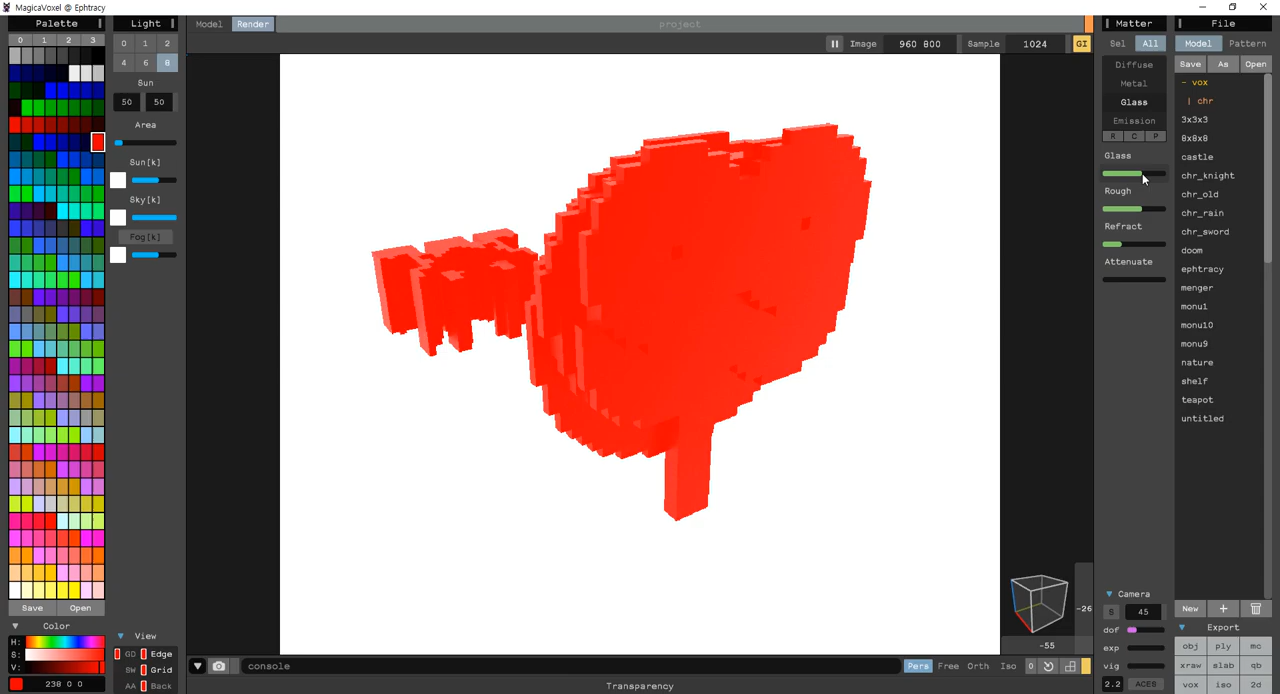 MagicaVoxel @ Ephtracy
Palette
Light
Model
Render
project
Matter
File
0 1 2 3
0 1 2
4 6 8
Image
960 800
Sample
1024
GI
Sel
All
Model
Pattern
Diffuse
Save
As
Open
Sun
Metal
- vox
50
50
Glass
| chr
Area
Emission
3x3x3
R C P
8x8x8
Sun[k]
Glass
castle
chr_knight
Rough
chr_old
Sky[k]
chr_rain
Refract
chr_sword
Fog[k]
doom
Attenuate
ephtracy
menger
monu1
monu10
monu9
nature
shelf
teapot
untitled
Camera
Save
Open
S
45
-26
New
+
Color
View
dof
Export
H:
GD
Edge
-55
exp
obj
ply
mc
S:
SW
Grid
console
Pers
Free
Orth
Iso
0
vig
xraw
slab
qb
V:
238 0 0
AA
Back
Transparency
2.2
ACES
vox
iso
2d